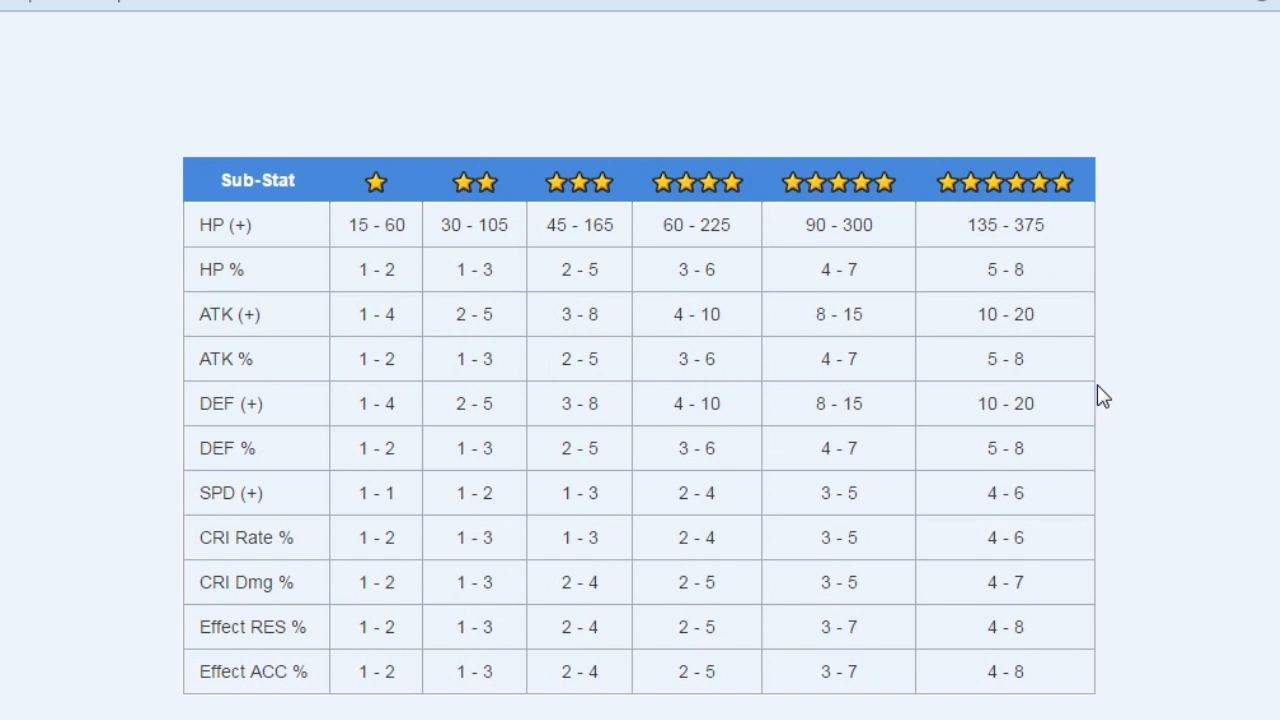 Sub-Stat
HP (+) 15 - 60 30 - 105 45 - 165 60 - 225 90 - 300 135 - 375
HP % 1 - 2 1 - 3 2 - 5 3 - 6 4 - 7 5 - 8
ATK (+) 1 - 4 2 - 5 3 - 8 4 - 10 8 - 15 10 - 20
ATK % 1 - 2 1 - 3 2 - 5 3 - 6 4 - 7 5 - 8
DEF (+) 1 - 4 2 - 5 3 - 8 4 - 10 8 - 15 10 - 20
DEF % 1 - 2 1 - 3 2 - 5 3 - 6 4 - 7 5 - 8
SPD (+) 1 - 1 1 - 2 1 - 3 2 - 4 3 - 5 4 - 6
CRI Rate % 1 - 2 1 - 3 1 - 3 2 - 4 3 - 5 4 - 6
CRI Dmg % 1 - 2 1 - 3 2 - 4 2 - 5 3 - 5 4 - 7
Effect RES % 1 - 2 1 - 3 2 - 4 2 - 5 3 - 7 4 - 8
Effect ACC % 1 - 2 1 - 3 2 - 4 2 - 5 3 - 7 4 - 8